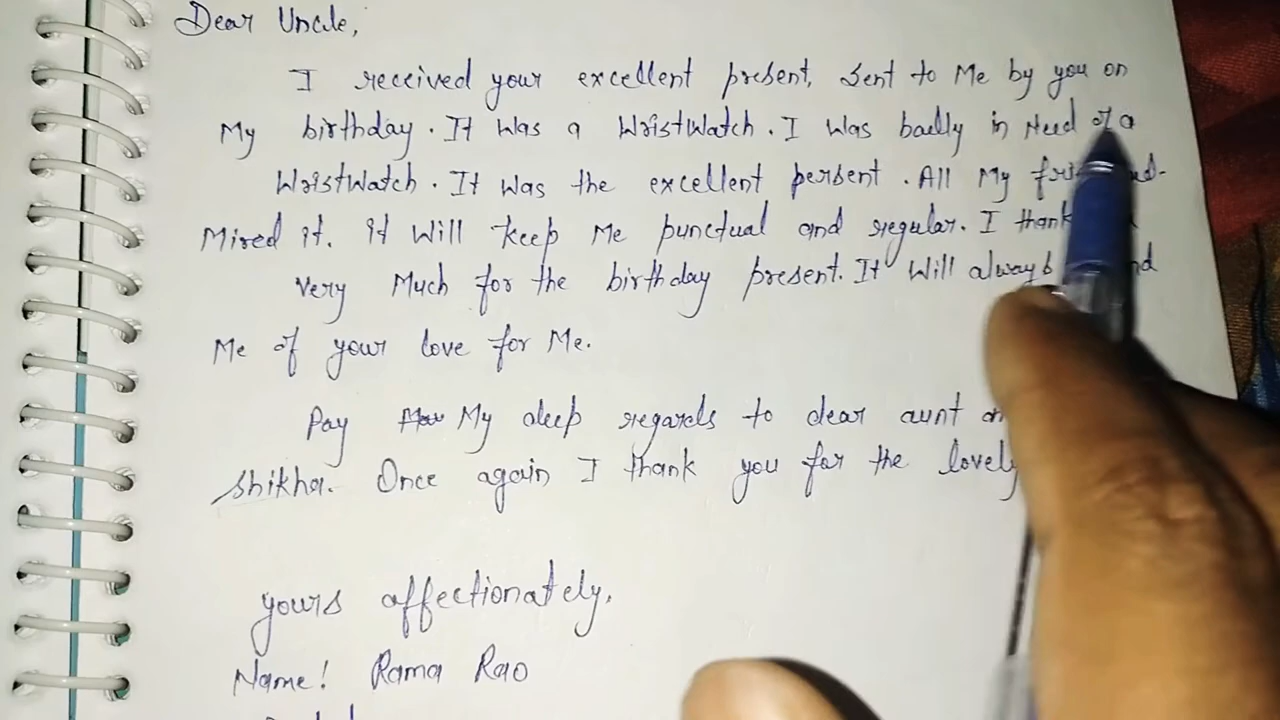 Dear Uncle,
I received your excellent present, sent to Me by you on
My birthday. It was a WristWatch. I was badly in Need of a
WristWatch. It was the excellent persent. All My
Mired it. it will keep Me punctual and regular. I thank
Very Much for the birthday present. It will always
Me of your love for Me.
Pay My deep regards to dear aunt
Shikha. Once again I thank you for the lovely
yours affectionately,
Name! Rama Rao